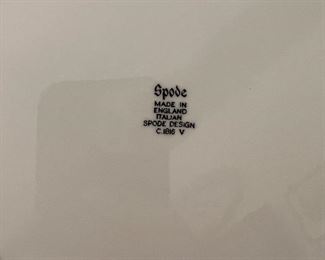 Spode
MADE IN
ENGLAND
ITALIAN
SPODE DESIGN
C.1816 V